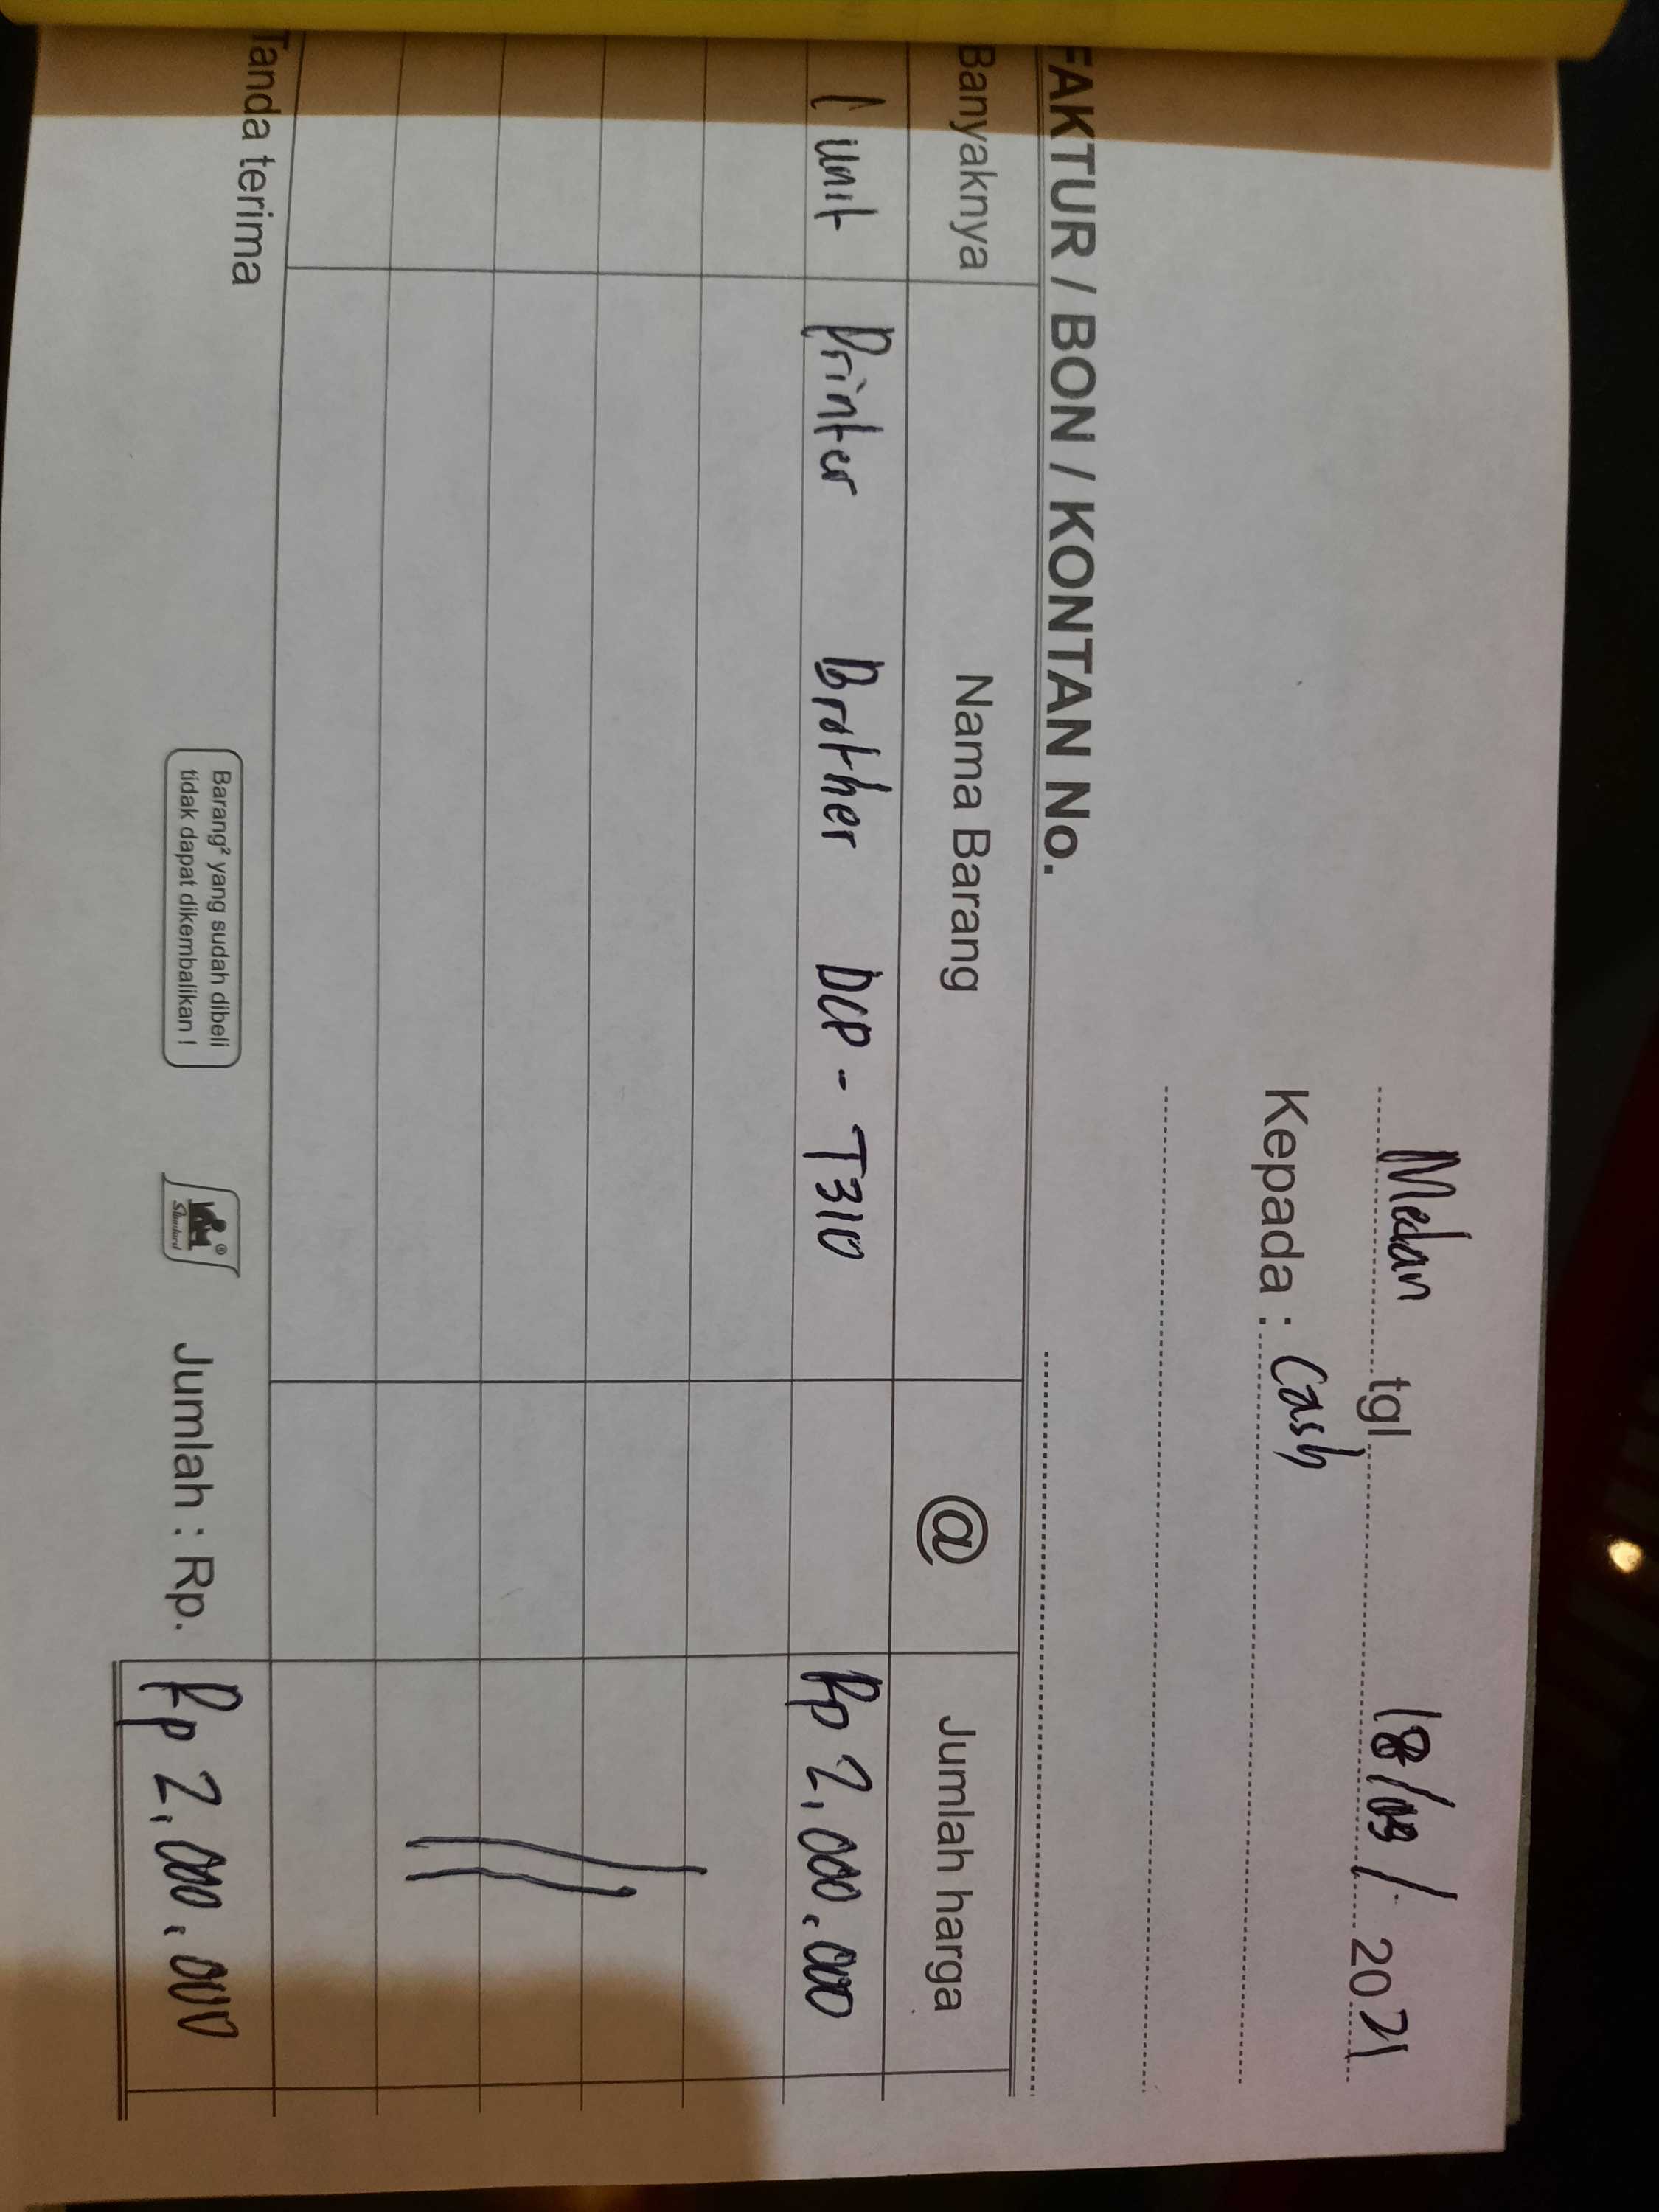 Medan tgl 18/09/ 2021
Kepada : Cash
FAKTUR / BON / KONTAN No.
Banyaknya Nama Barang @ Jumlah harga
1 unit Printer Brother DCP - T310 Rp 2.000.000
Tanda terima
Barang² yang sudah dibeli
tidak dapat dikembalikan !
® Standard
Jumlah : Rp. Rp 2.000.000